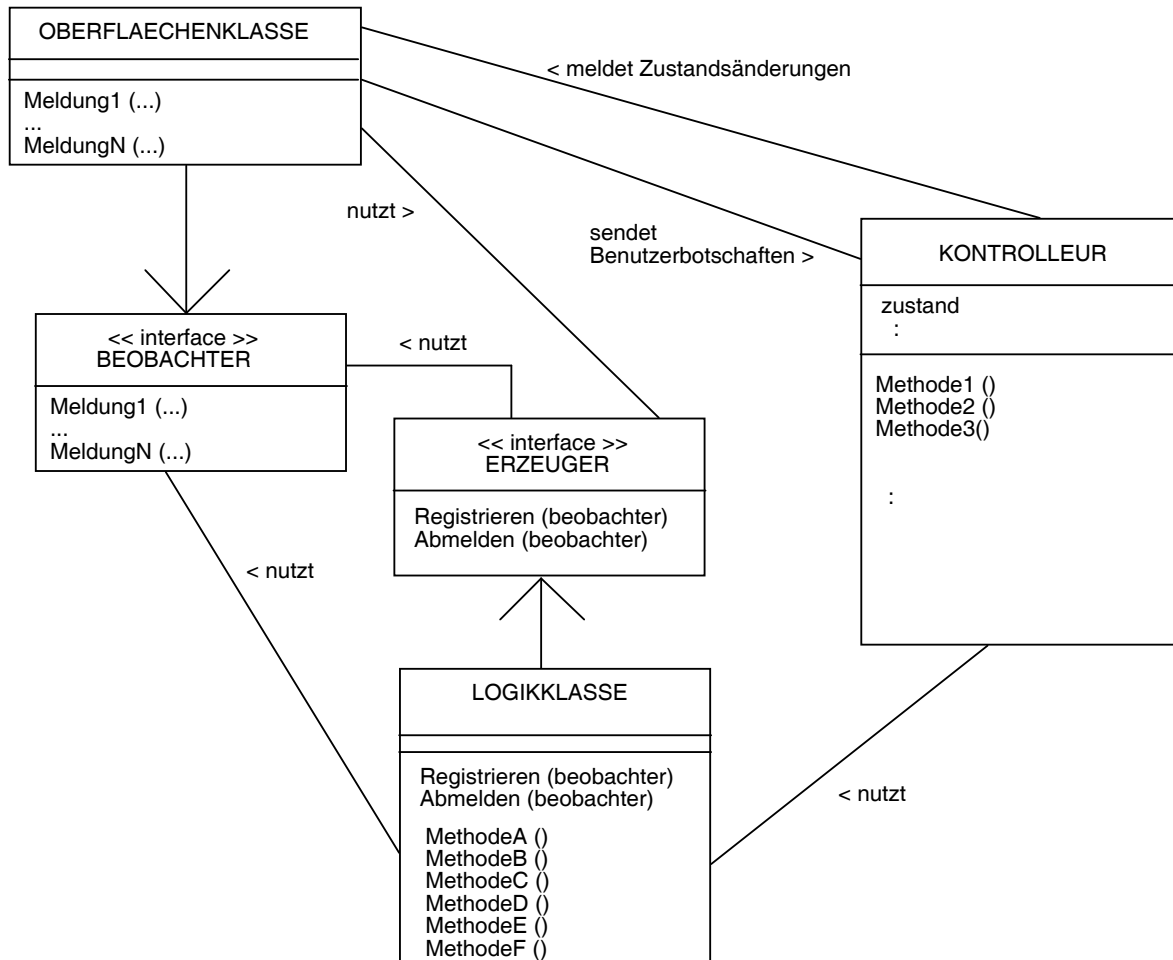 OBERFLAECHENKLASSE
Meldung1 (...)
...
MeldungN (...)
< meldet Zustandsänderungen
nutzt >
sendet
Benutzerbotschaften >
KONTROLLEUR
zustand
:
Methode1 ()
Methode2 ()
Methode3()
:
<< interface >>
BEOBACHTER
Meldung1 (...)
...
MeldungN (...)
< nutzt
<< interface >>
ERZEUGER
Registrieren (beobachter)
Abmelden (beobachter)
< nutzt
LOGIKKLASSE
Registrieren (beobachter)
Abmelden (beobachter)
MethodeA ()
MethodeB ()
MethodeC ()
MethodeD ()
MethodeE ()
MethodeF ()
< nutzt